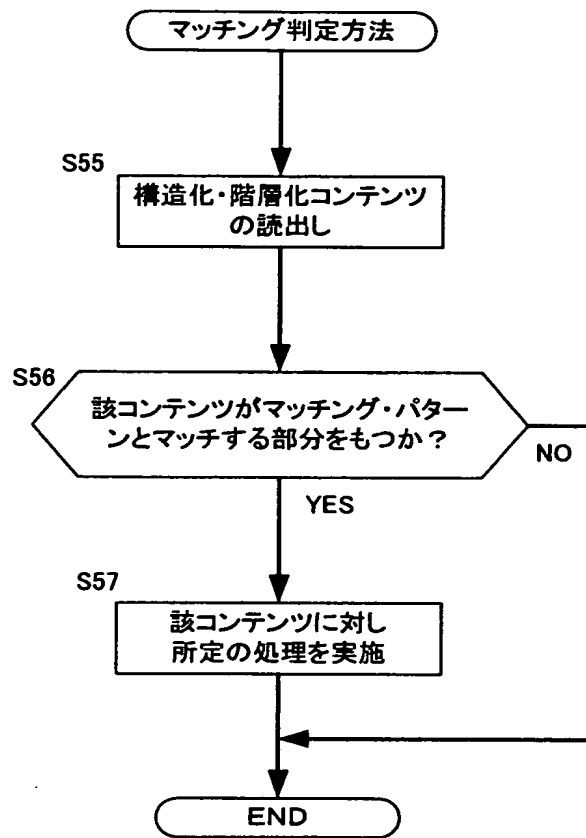 マッチング判定方法
S55
構造化・階層化コンテンツ
の読出し
S56
該コンテンツがマッチング・パター
ンとマッチする部分をもつか？
NO
YES
S57
該コンテンツに対し
所定の処理を実施
END